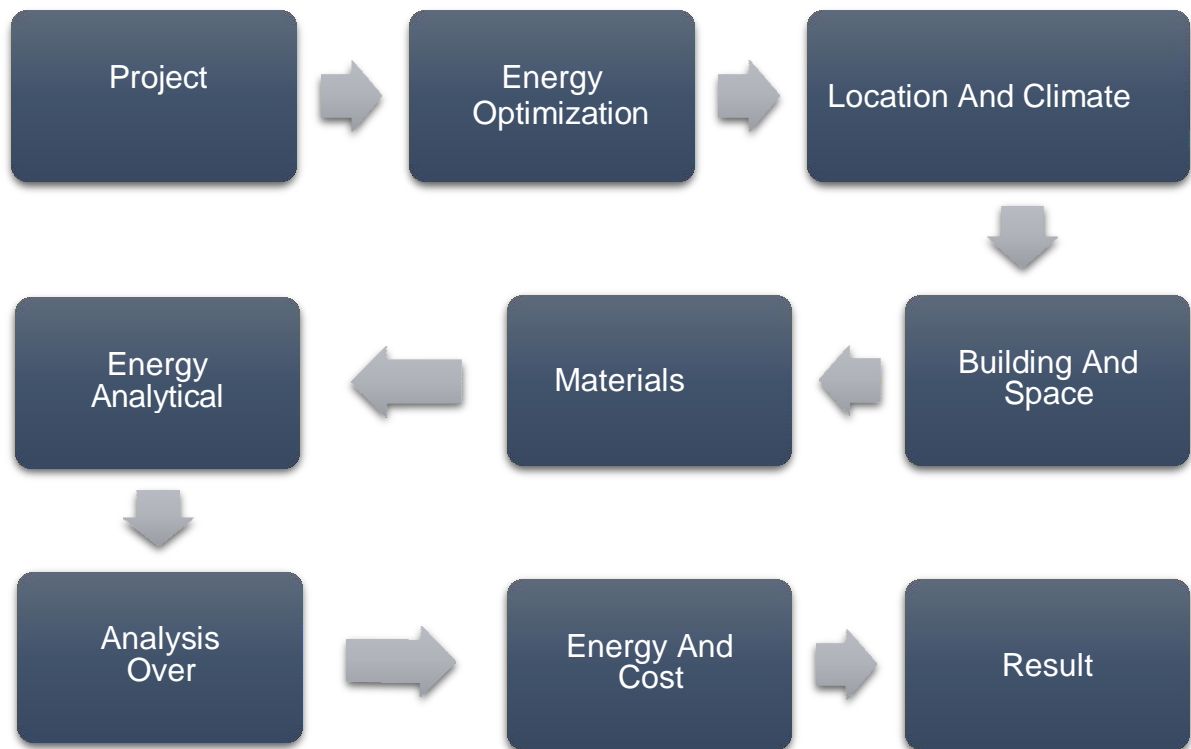 Project
Energy
Optimization
Location And Climate
Building And
Space
Materials
Energy
Analytical
Analysis
Over
Energy And
Cost
Result